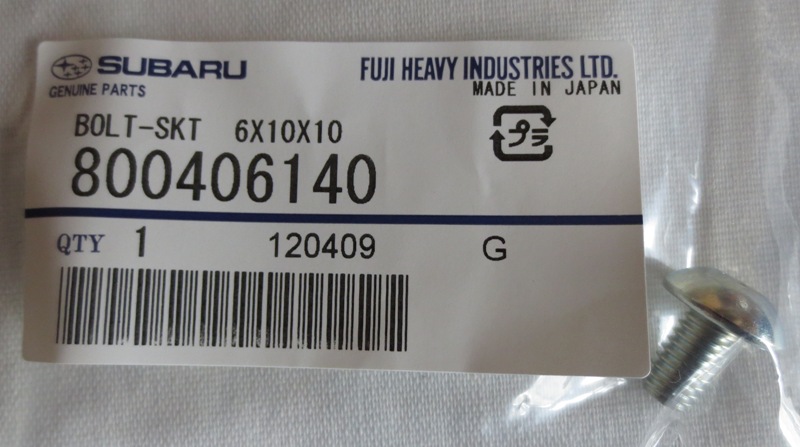 SUBARU FUJI HEAVY INDUSTRIES LTD.
GENUINE PARTS MADE IN JAPAN
BOLT-SKT 6X10X10
プラ
800406140
QTY 1 120409 G